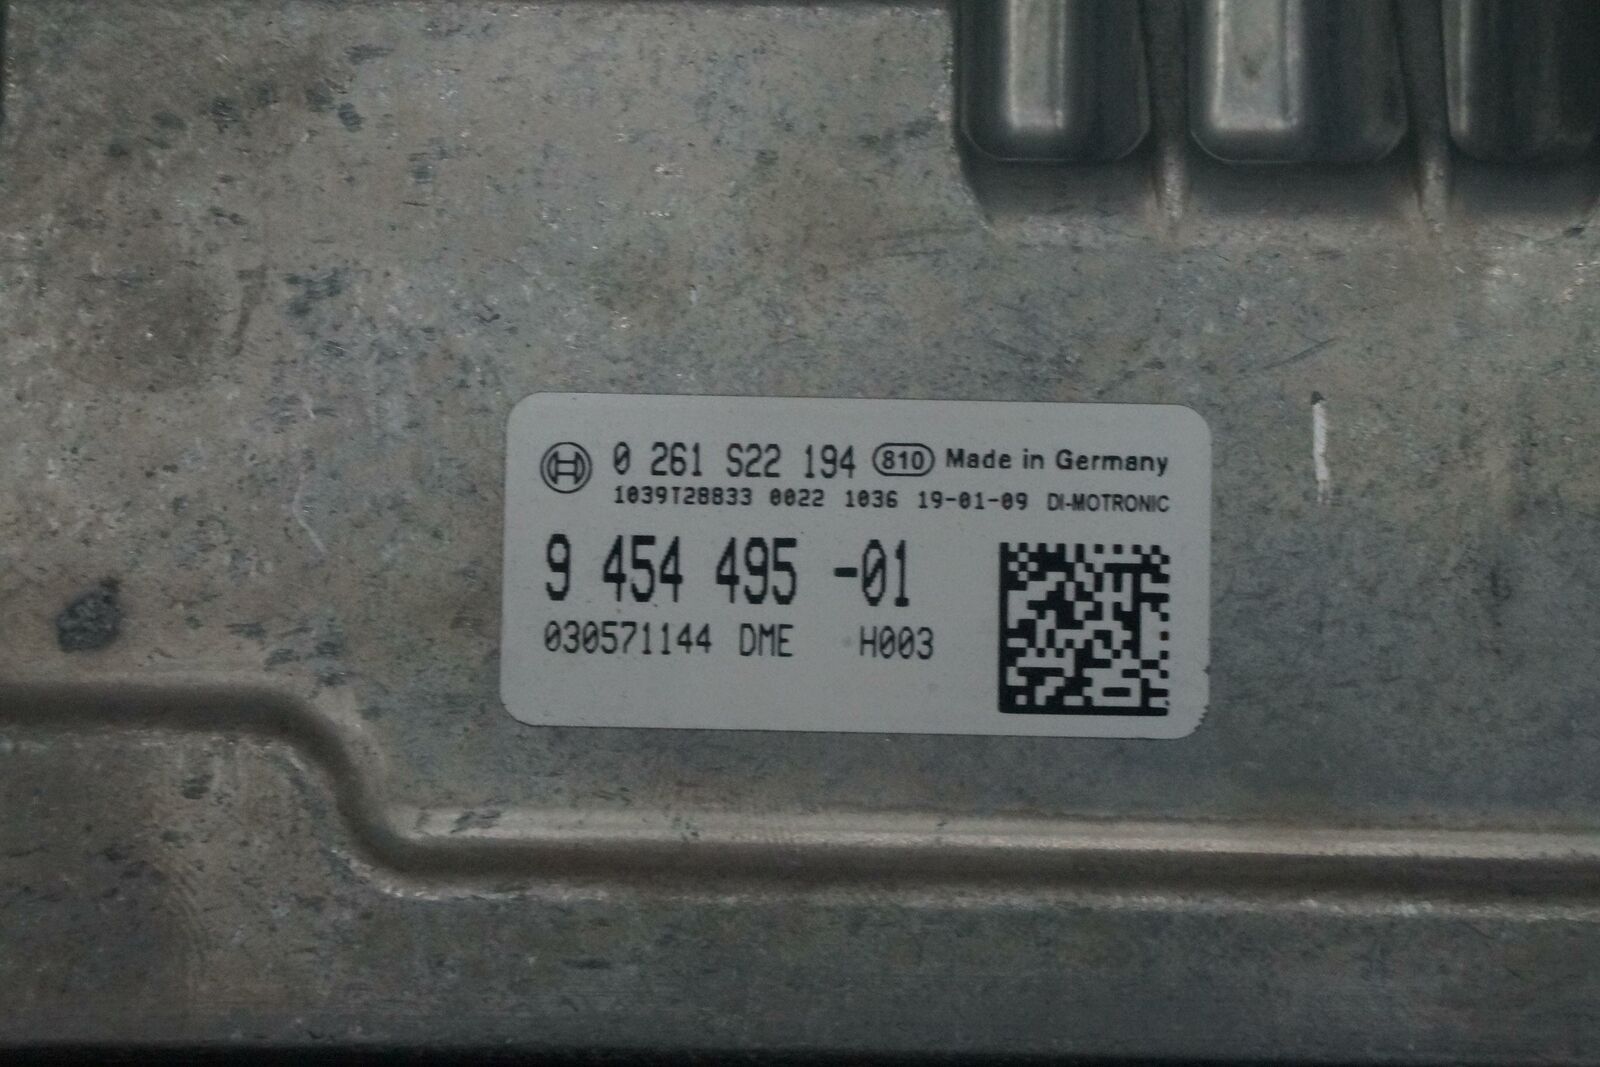 0 261 S22 194 810 Made in Germany
1039T28833 0022 1036 19-01-09 DI-MOTRONIC
9 454 495 -01
030571144 DME H003